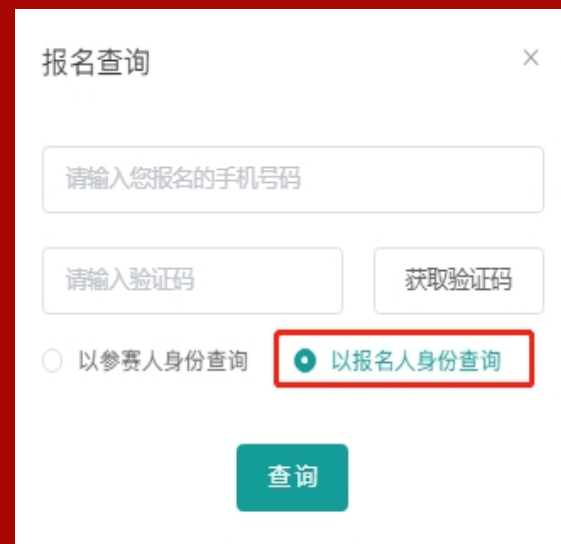 报名查询
请输入您报名的手机号码
请输入验证码 获取验证码
以参赛人身份查询 以报名人身份查询
查询